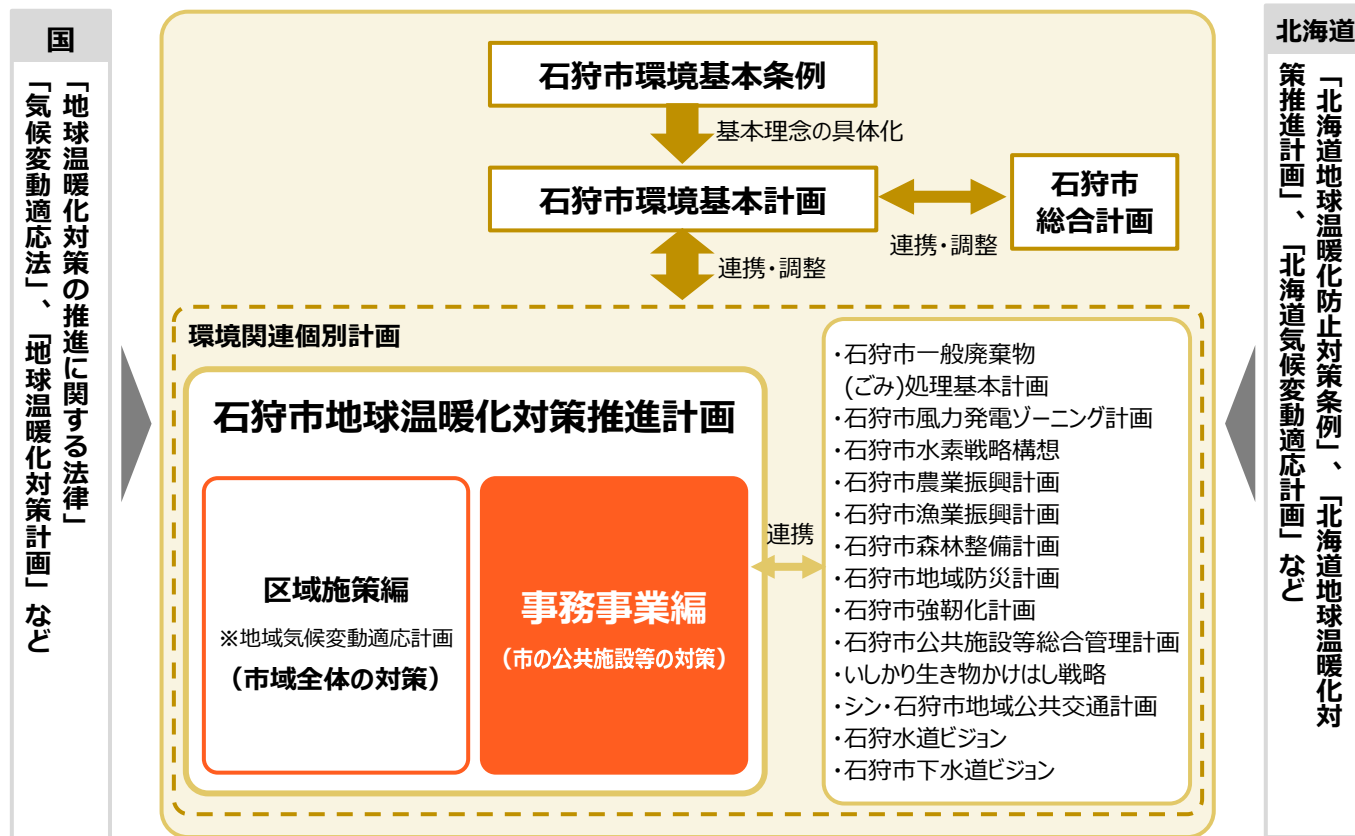 国
「地球温暖化対策の推進に関する法律」
「気候変動適応法」、「地球温暖化対策計画」など
石狩市環境基本条例
基本理念の具体化
石狩市環境基本計画
石狩市
総合計画
連携・調整
連携・調整
環境関連個別計画
石狩市地球温暖化対策推進計画
区域施策編
※地域気候変動適応計画
（市域全体の対策）
事務事業編
（市の公共施設等の対策）
連携
・石狩市一般廃棄物
(ごみ)処理基本計画
・石狩市風力発電ゾーニング計画
・石狩市水素戦略構想
・石狩市農業振興計画
・石狩市漁業振興計画
・石狩市森林整備計画
・石狩市地域防災計画
・石狩市強靭化計画
・石狩市公共施設等総合管理計画
・いしかり生き物かけはし戦略
・シン・石狩市地域公共交通計画
・石狩水道ビジョン
・石狩市下水道ビジョン
北海道
「北海道地球温暖化防止対策条例」、「北海道地球温暖化対
策推進計画」、「北海道気候変動適応計画」など